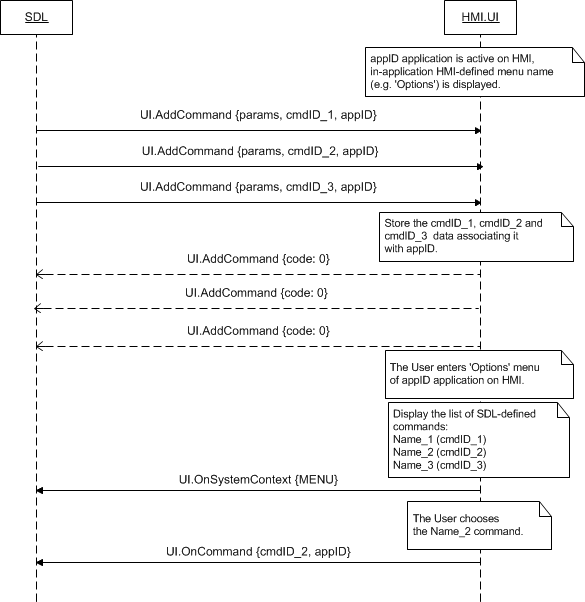 SDL
HMI.UI
appID application is active on HMI,
in-application HMI-defined menu name
(e.g. 'Options') is displayed.
UI.AddCommand {params, cmdID_1, appID}
UI.AddCommand {params, cmdID_2, appID}
UI.AddCommand {params, cmdID_3, appID}
Store the cmdID_1, cmdID_2 and
cmdID_3  data associating it
with appID.
UI.AddCommand {code: 0}
UI.AddCommand {code: 0}
UI.AddCommand {code: 0}
The User enters 'Options' menu
of appID application on HMI.
Display the list of SDL-defined
commands:
Name_1 (cmdID_1)
Name_2 (cmdID_2)
Name_3 (cmdID_3)
UI.OnSystemContext {MENU}
The User chooses
the Name_2 command.
UI.OnCommand {cmdID_2, appID}